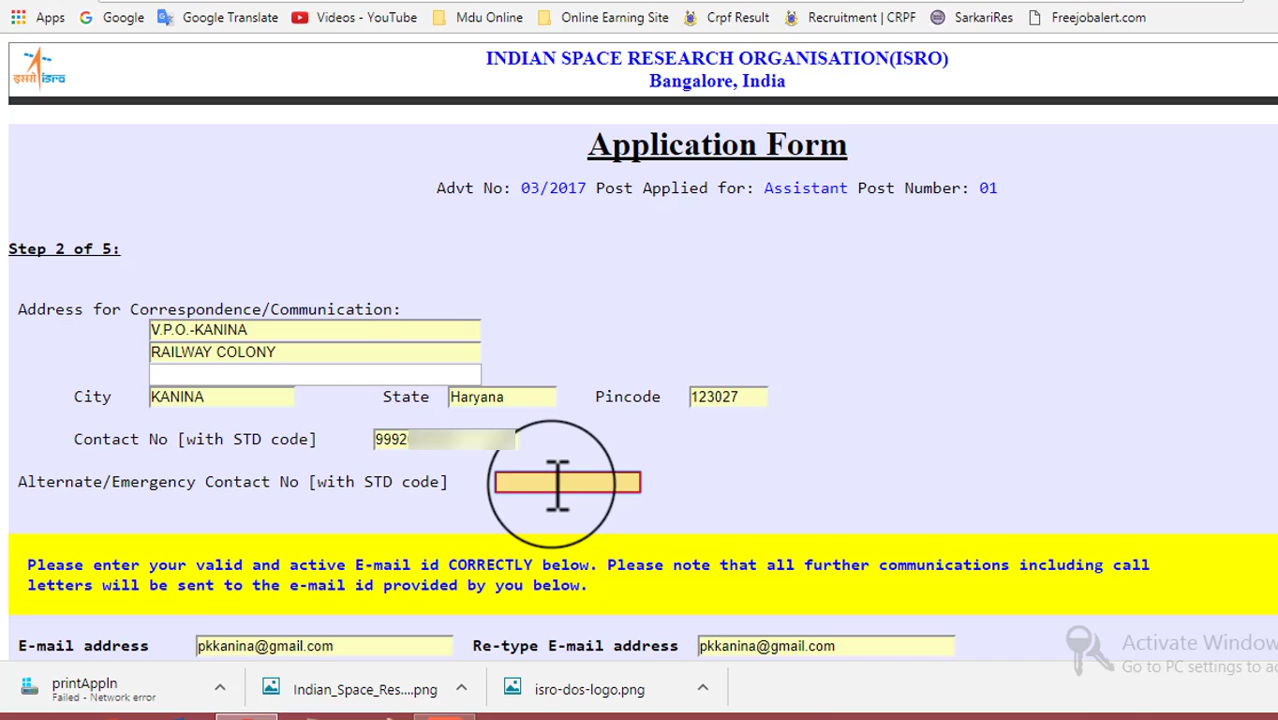 Apps Google Google Translate Videos - YouTube Mdu Online Online Earning Site Crpf Result Recruitment | CRPF SarkariRes Freejobalert.com
इसरो isro
INDIAN SPACE RESEARCH ORGANISATION(ISRO)
Bangalore, India
Application Form
Advt No: 03/2017 Post Applied for: Assistant Post Number: 01
Step 2 of 5:
Address for Correspondence/Communication:
V.P.O.-KANINA
RAILWAY COLONY
City KANINA State Haryana Pincode 123027
Contact No [with STD code] 9992
Alternate/Emergency Contact No [with STD code]
Please enter your valid and active E-mail id CORRECTLY below. Please note that all further communications including call
letters will be sent to the e-mail id provided by you below.
E-mail address pkkanina@gmail.com Re-type E-mail address pkkanina@gmail.com
Activate Window
Go to PC settings to a
printAppln
Failed - Network error
Indian_Space_Res....png
isro-dos-logo.png